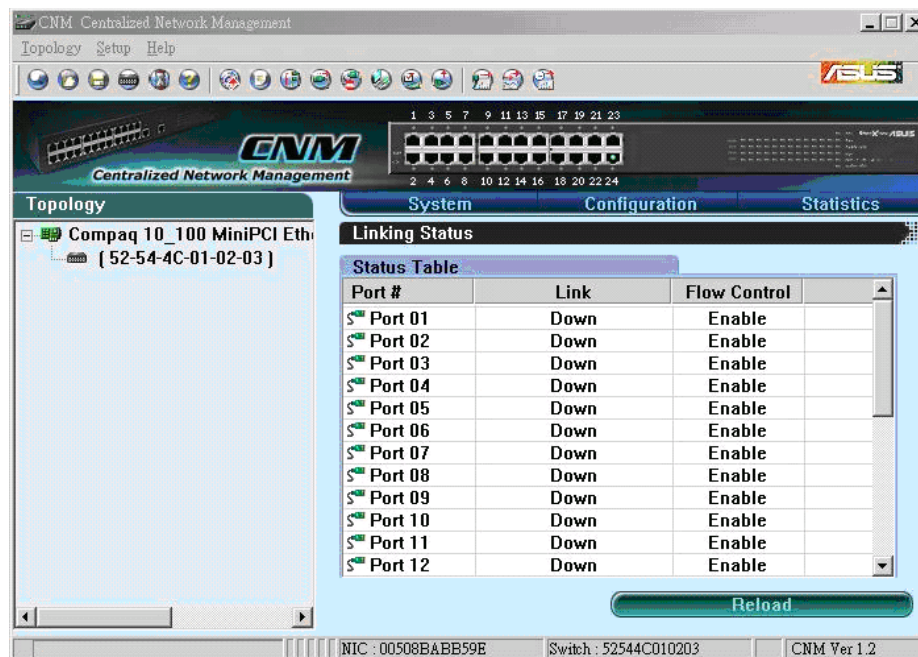 CNM Centralized Network Management
Topology Setup Help
ASUS
1 3 5 7 9 11 13 15 17 19 21 23
CNM
Centralized Network Management
2 4 6 8 10 12 14 16 18 20 22 24
Topology
System Configuration Statistics
Compaq 10_100 MiniPCI Eth
( 52-54-4C-01-02-03 )
Linking Status
Status Table
Port # Link Flow Control
Port 01 Down Enable
Port 02 Down Enable
Port 03 Down Enable
Port 04 Down Enable
Port 05 Down Enable
Port 06 Down Enable
Port 07 Down Enable
Port 08 Down Enable
Port 09 Down Enable
Port 10 Down Enable
Port 11 Down Enable
Port 12 Down Enable
Reload
NIC : 00508BABB59E Switch : 52544C010203 CNM Ver 1.2